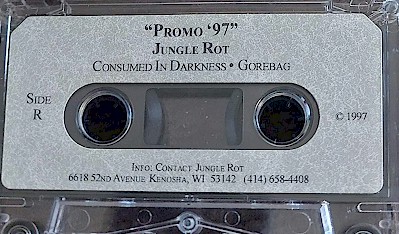 "PROMO '97"
JUNGLE ROT
CONSUMED IN DARKNESS • GOREBAG
SIDE
R
© 1997
INFO: CONTACT JUNGLE ROT
6618 52ND AVENUE KENOSHA, WI 53142 (414) 658-4408